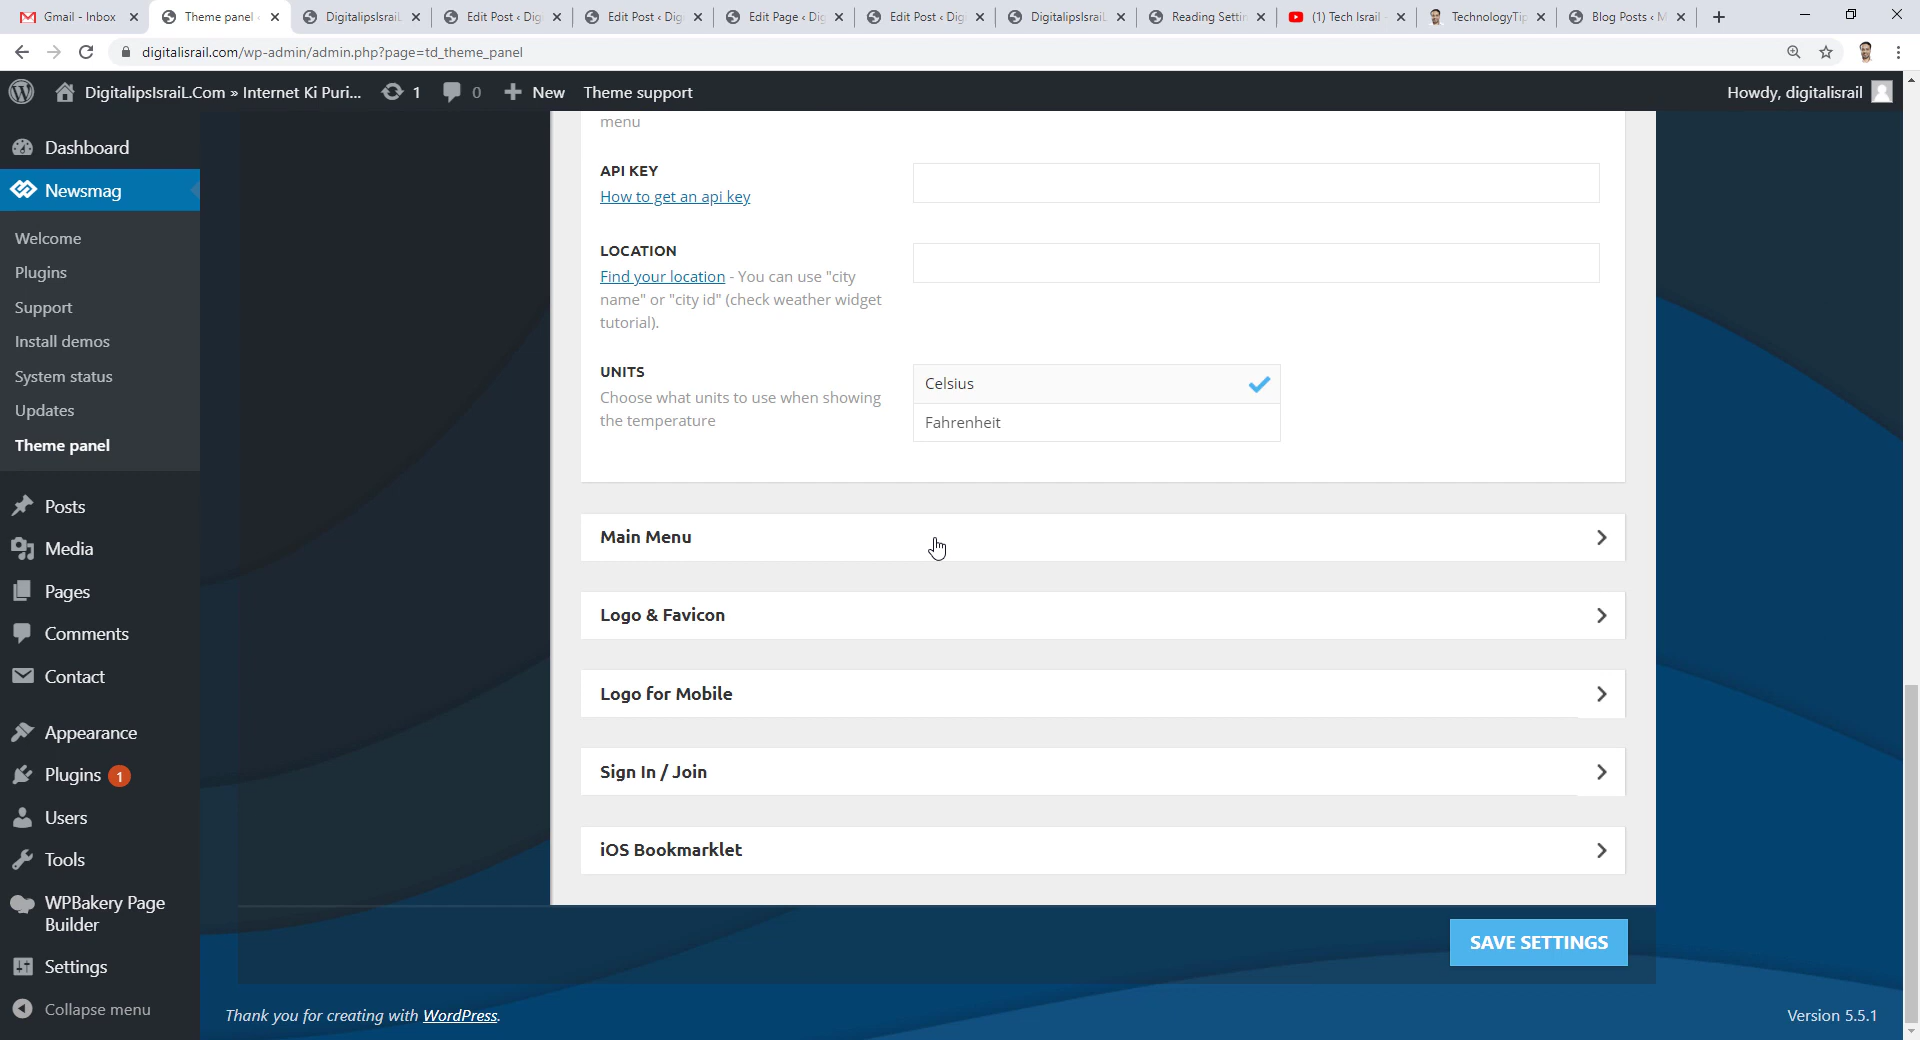 Gmail - Inbox
Theme panel
DigitalipsIsrail
Edit Post ‹ Dig
Edit Post ‹ Dig
Edit Page ‹ Di
Edit Post ‹ Dig
DigitalipsIsrail
Reading Settin
(1) Tech Israil
TechnologyTip
Blog Posts ‹ M
digitalisrail.com/wp-admin/admin.php?page=td_theme_panel
DigitalipsIsraiL.Com » Internet Ki Puri...
1
0
New
Theme support
Howdy, digitalisrail
Dashboard
Newsmag
Welcome
Plugins
Support
Install demos
System status
Updates
Theme panel
Posts
Media
Pages
Comments
Contact
Appearance
Plugins 1
Users
Tools
WPBakery Page
Builder
Settings
Collapse menu
menu
API KEY
How to get an api key
LOCATION
Find your location - You can use "city
name" or "city id" (check weather widget
tutorial).
UNITS
Choose what units to use when showing
the temperature
Celsius
Fahrenheit
Main Menu
Logo & Favicon
Logo for Mobile
Sign In / Join
iOS Bookmarklet
SAVE SETTINGS
Thank you for creating with WordPress.
Version 5.5.1